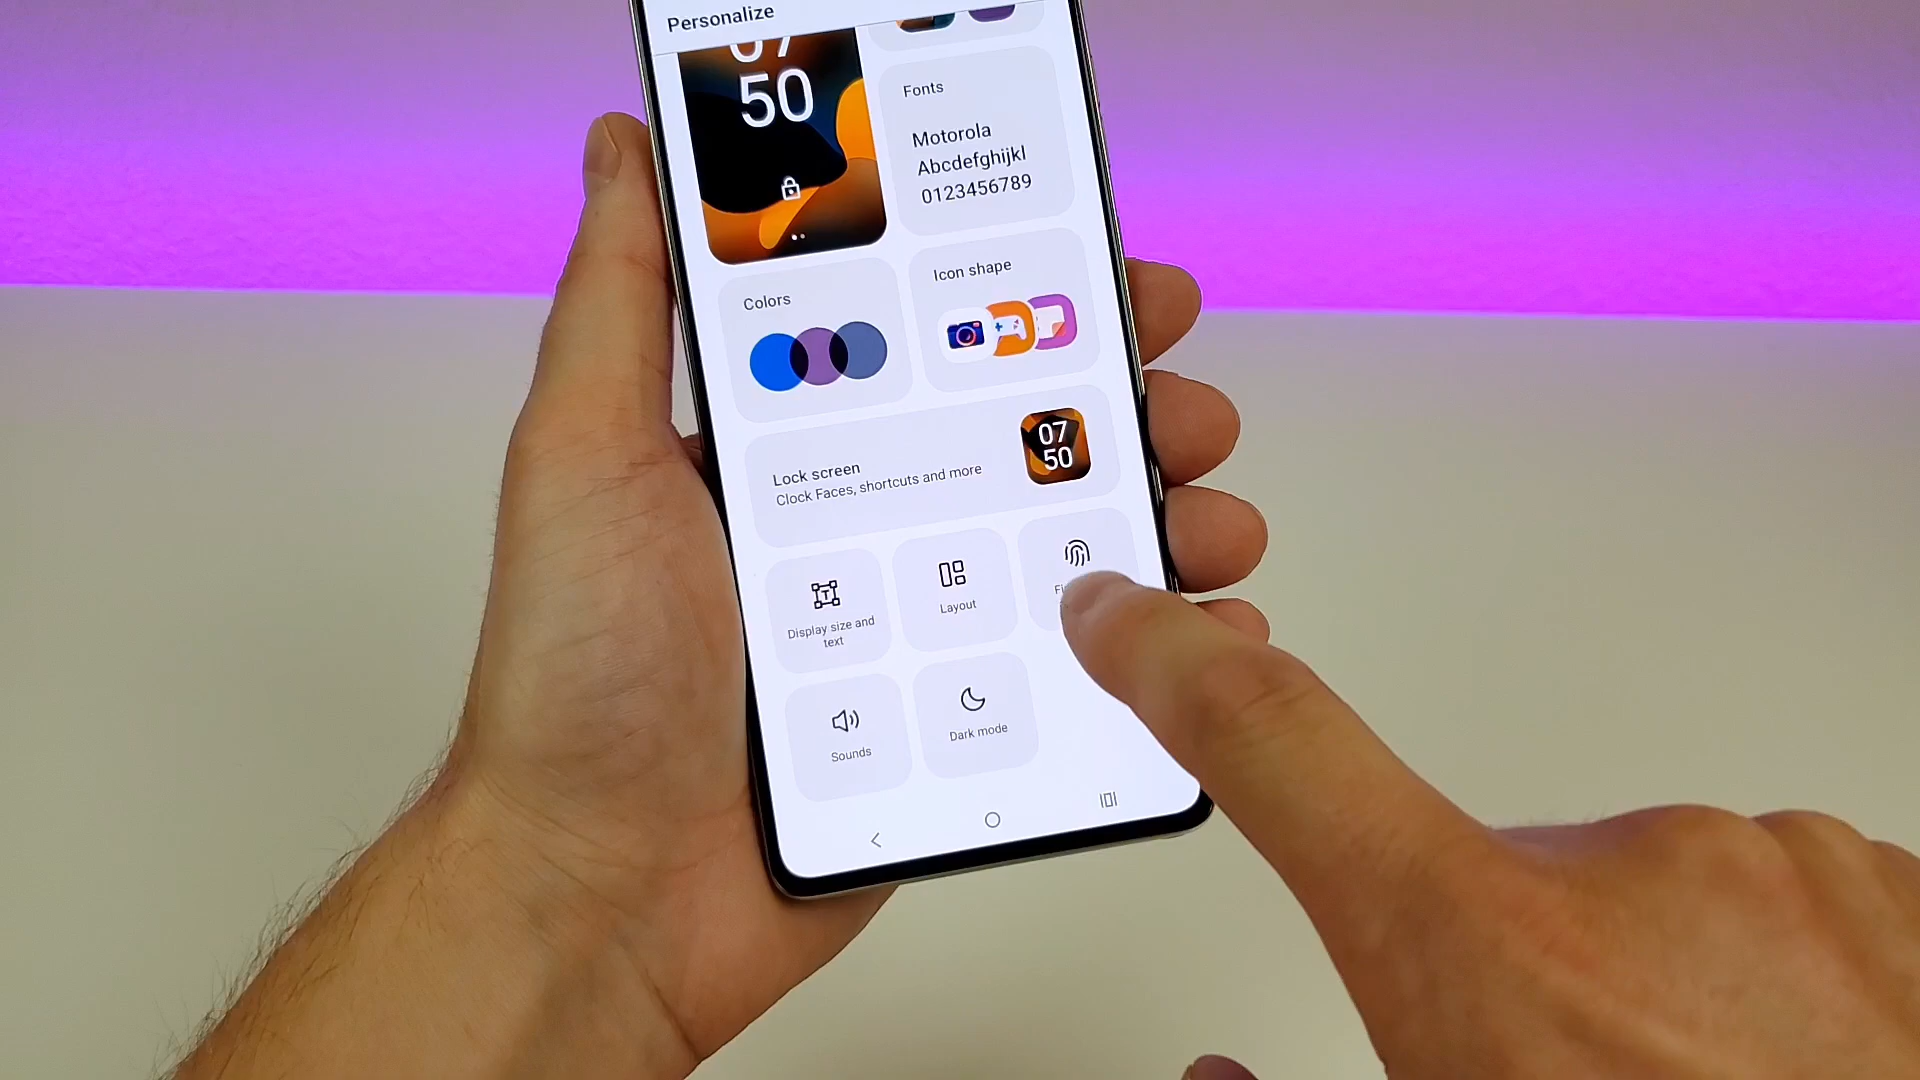 Personalize
07
50
Fonts
Motorola
Abcdefghijkl
0123456789
Colors
Icon shape
Lock screen
Clock Faces, shortcuts and more
07
50
Display size and
text
Layout
Sounds
Dark mode